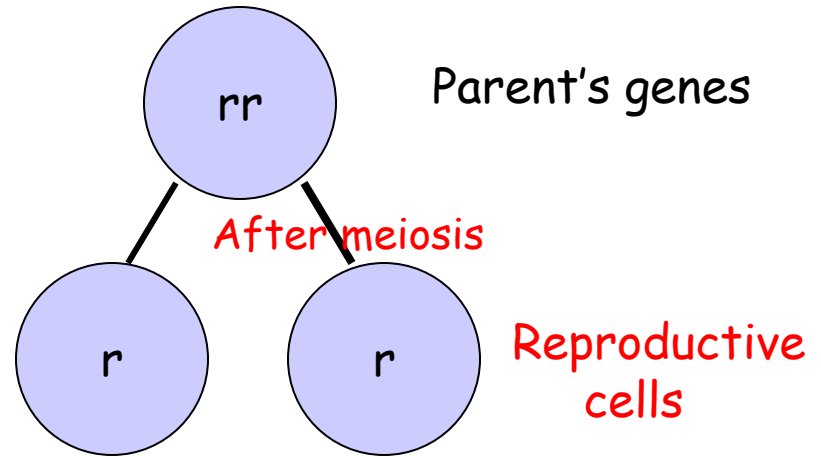 rr
Parent's genes
After meiosis
r
r
Reproductive
cells